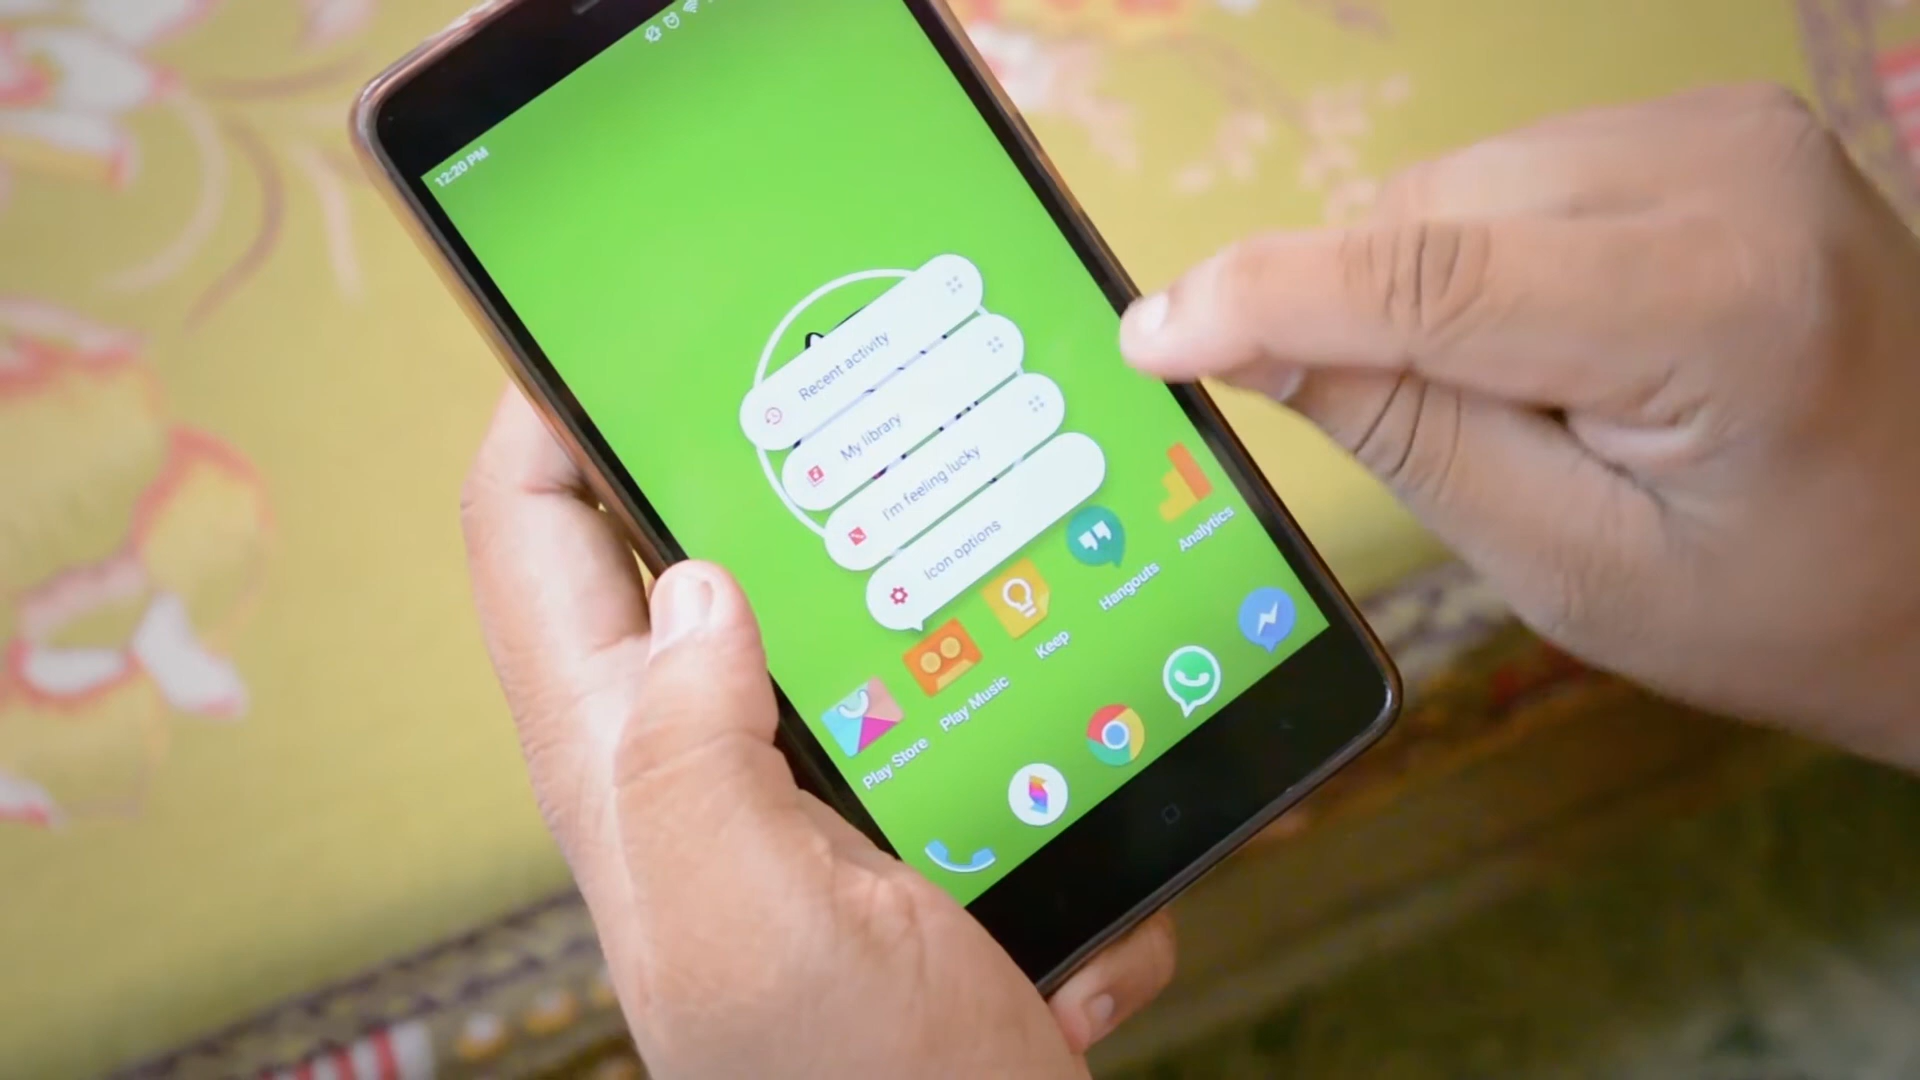 12:20 PM
Recent activity
My library
I'm feeling lucky
Icon options
Play Store
Play Music
Keep
Hangouts
Analytics